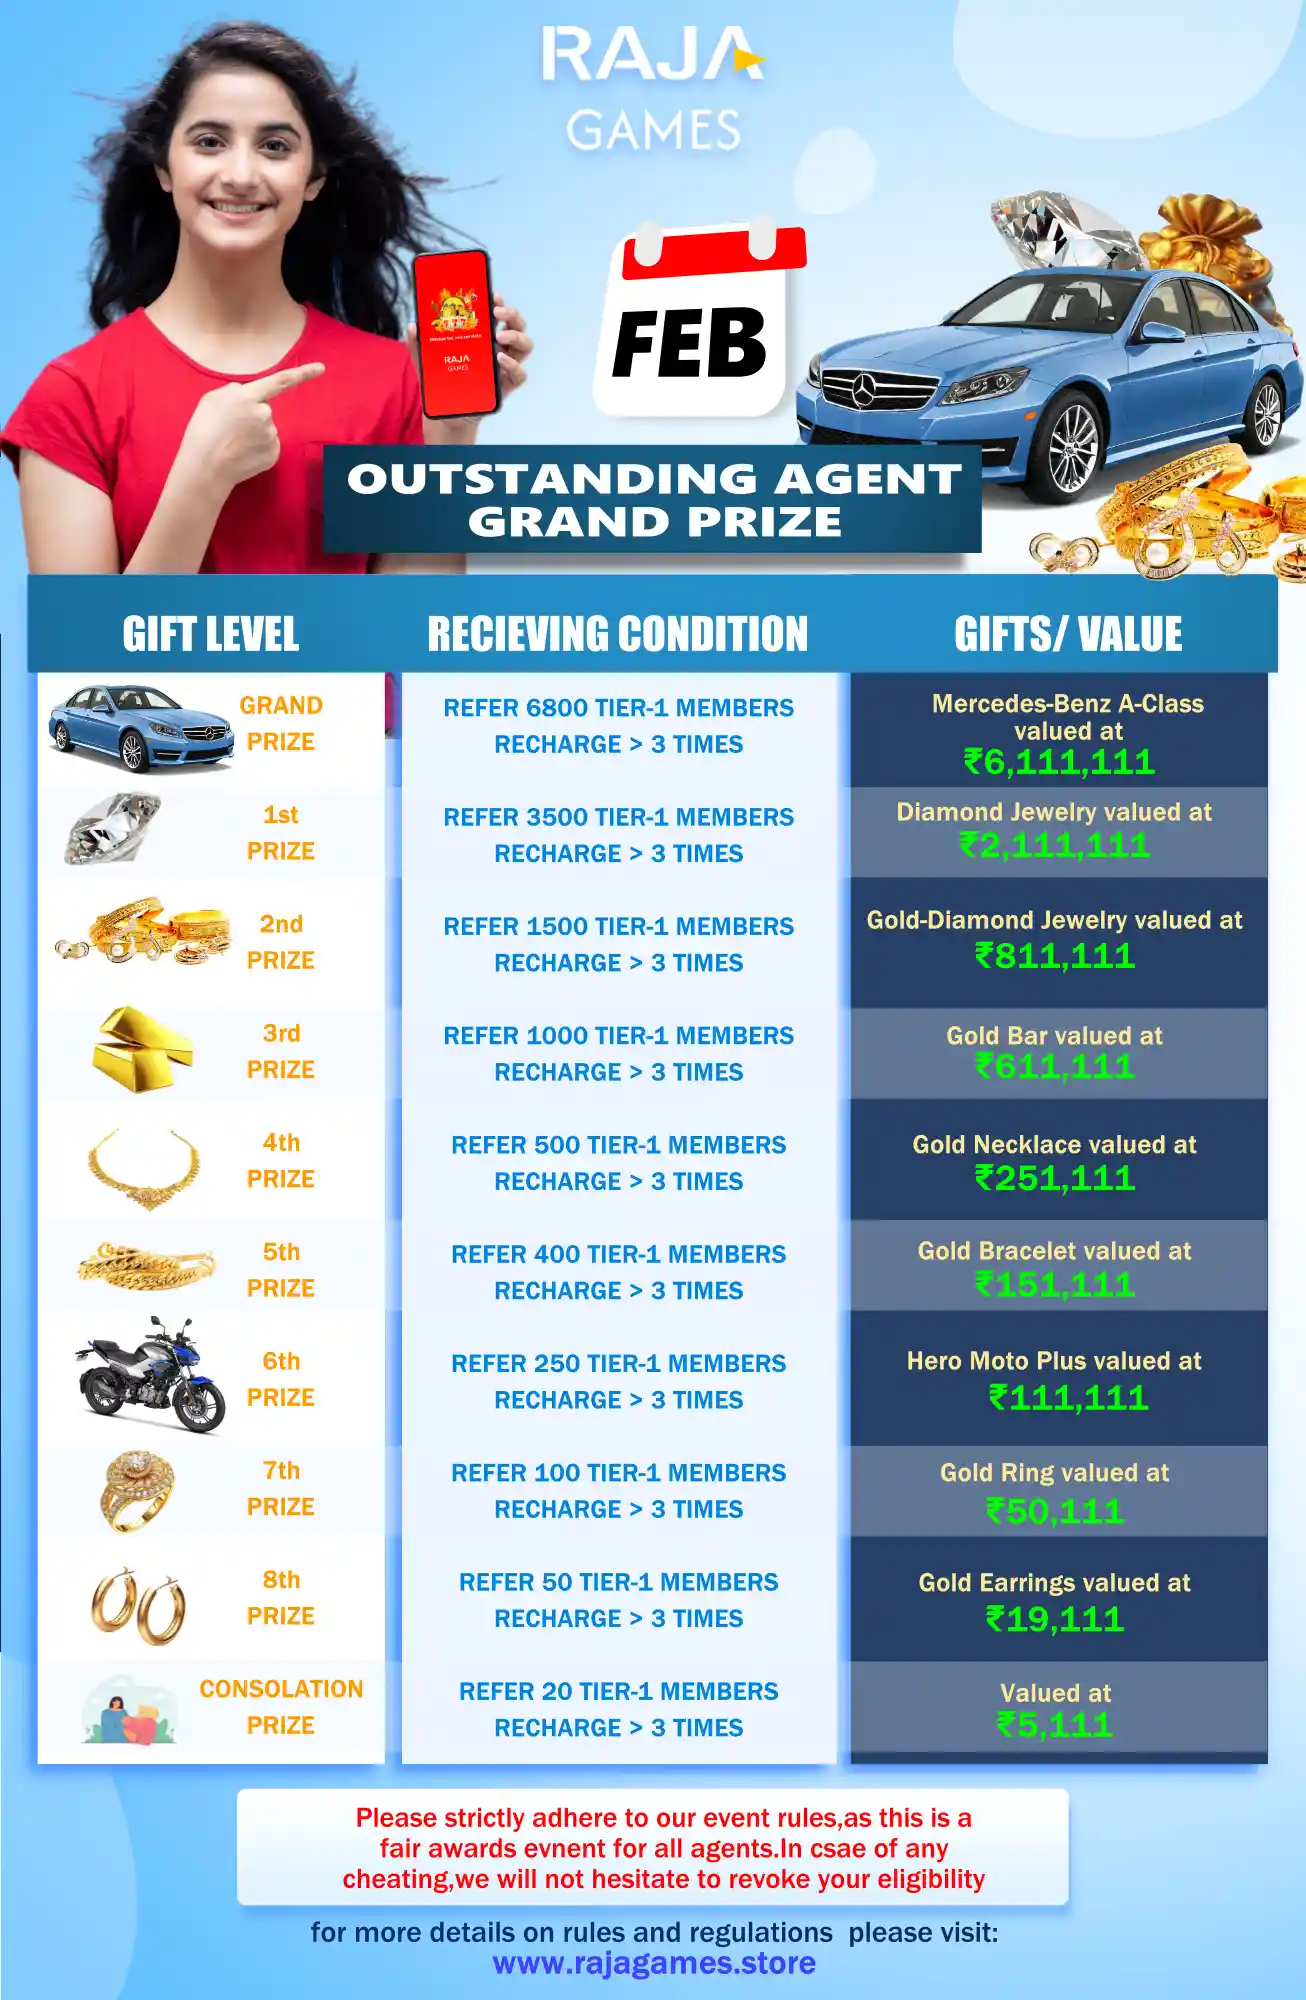 RAJA
GAMES
FEB
RAJA
GAMES
OUTSTANDING AGENT
GRAND PRIZE
GIFT LEVEL
RECIEVING CONDITION
GIFTS/ VALUE
GRAND
PRIZE
REFER 6800 TIER-1 MEMBERS
RECHARGE > 3 TIMES
Mercedes-Benz A-Class
valued at
₹6,111,111
1st
PRIZE
REFER 3500 TIER-1 MEMBERS
RECHARGE > 3 TIMES
Diamond Jewelry valued at
₹2,111,111
2nd
PRIZE
REFER 1500 TIER-1 MEMBERS
RECHARGE > 3 TIMES
Gold-Diamond Jewelry valued at
₹811,111
3rd
PRIZE
REFER 1000 TIER-1 MEMBERS
RECHARGE > 3 TIMES
Gold Bar valued at
₹611,111
4th
PRIZE
REFER 500 TIER-1 MEMBERS
RECHARGE > 3 TIMES
Gold Necklace valued at
₹251,111
5th
PRIZE
REFER 400 TIER-1 MEMBERS
RECHARGE > 3 TIMES
Gold Bracelet valued at
₹151,111
6th
PRIZE
REFER 250 TIER-1 MEMBERS
RECHARGE > 3 TIMES
Hero Moto Plus valued at
₹111,111
7th
PRIZE
REFER 100 TIER-1 MEMBERS
RECHARGE > 3 TIMES
Gold Ring valued at
₹50,111
8th
PRIZE
REFER 50 TIER-1 MEMBERS
RECHARGE > 3 TIMES
Gold Earrings valued at
₹19,111
CONSOLATION
PRIZE
REFER 20 TIER-1 MEMBERS
RECHARGE > 3 TIMES
Valued at
₹5,111
Please strictly adhere to our event rules,as this is a
fair awards evnent for all agents.In csae of any
cheating,we will not hesitate to revoke your eligibility
for more details on rules and regulations please visit:
www.rajagames.store